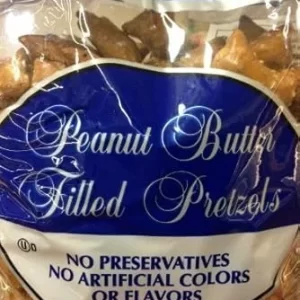 Peanut Butter
Filled Pretzels
U D
NO PRESERVATIVES
NO ARTIFICIAL COLORS
OR FLAVORS